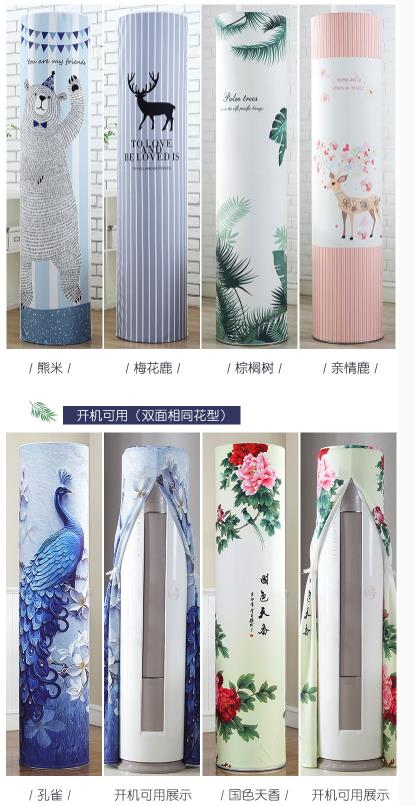 You are my friend
TO LOVE
AND
BE LOVED IS
Palm trees
/ 熊米 /
/ 梅花鹿 /
/ 棕榈树 /
/ 亲情鹿 /
开机可用（双面相同花型）
国色天香
/ 孔雀 /
开机可用展示
/ 国色天香 /
开机可用展示